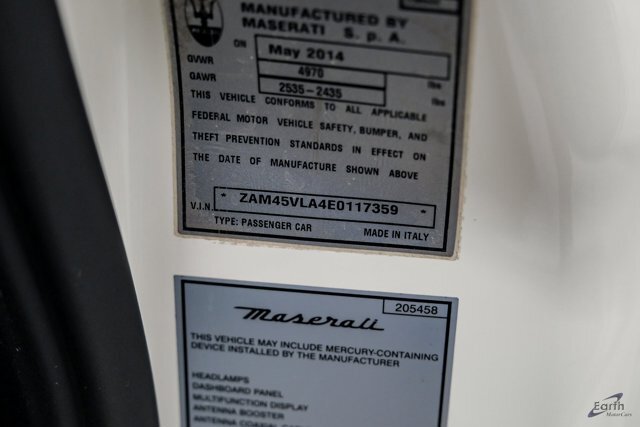 MANUFACTURED BY
MASERATI S.p.A.
ON May 2014
GVWR 4970 lbs
GAWR 2535-2435 lbs
THIS VEHICLE CONFORMS TO ALL APPLICABLE
FEDERAL MOTOR VEHICLE SAFETY, BUMPER, AND
THEFT PREVENTION STANDARDS IN EFFECT ON
THE DATE OF MANUFACTURE SHOWN ABOVE
V.I.N. * ZAM45VLA4E0117359 *
TYPE: PASSENGER CAR MADE IN ITALY
Maserati 205458
THIS VEHICLE MAY INCLUDE MERCURY-CONTAINING
DEVICE INSTALLED BY THE MANUFACTURER
HEADLAMPS
DASHBOARD PANEL
MULTIFUNCTION DISPLAY
ANTENNA BOOSTER
ANTENNA COAXIAL
Earth
MotorCars